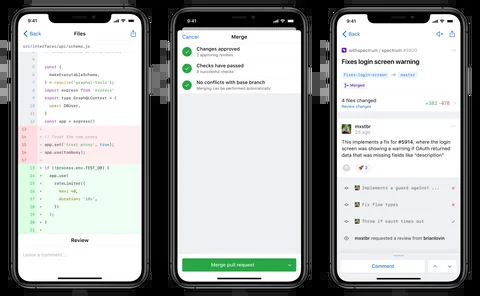 9:41
Back
Files
src/interfaces/api/schema.js
const {
makeExecutableSchema,
} = require('graphql-tools');
import express from 'express'
export type GraphQLContext = {
user: DBUser,
}
const app = express()
// Trust the now proxy
app.set('trust proxy', true);
app.use(toobusy);
if (!process.env.TEST_DB) {
app.use(
rateLimiter({
max: 40,
duration: '10s',
})
);
}
Review
Leave a comment...
9:41
Cancel
Merge
Changes approved
2 approving reviews
Checks have passed
8 successful checks
No conflicts with base branch
Merging can be performed automatically
Merge pull request
9:41
Back
withspectrum / spectrum #5920
Fixes login screen warning
fixes-login-screen → master
Merged
4 files changed
Review changes
+382 -478
mxstbr
2d ago
This implements a fix for #5914, where the login
screen was showing a warning if OAuth returned
data that was missing fields like "description"
🚀 2
Implements a guard against ...
Fix flow types
Throw if oauth times out
mxstbr requested a review from brianlovin
Comment